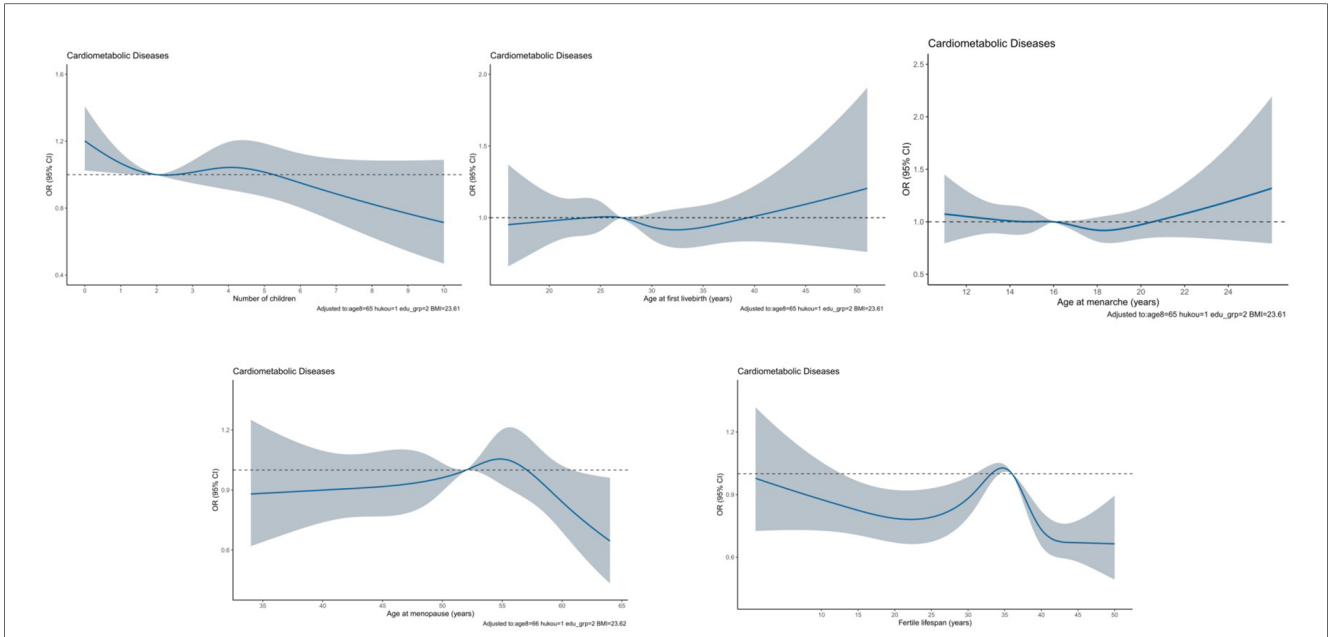 Cardiometabolic Diseases
1.6
1.2
0.8
0.4
OR (95% CI)
0 1 2 3 4 5 6 7 8 9 10
Number of children
Adjusted to:age8=65 hukou=1 edu_grp=2 BMI=23.61
Cardiometabolic Diseases
2.0
1.5
1.0
OR (95% CI)
20 25 30 35 40 45 50
Age at first livebirth (years)
Adjusted to:age8=65 hukou=1 edu_grp=2 BMI=23.61
Cardiometabolic Diseases
2.5
2.0
1.5
1.0
0.5
OR (95% CI)
12 14 16 18 20 22 24
Age at menarche (years)
Adjusted to:age8=65 hukou=1 edu_grp=2 BMI=23.61
Cardiometabolic Diseases
1.2
0.9
0.6
OR (95% CI)
35 40 45 50 55 60 65
Age at menopause (years)
Adjusted to:age8=66 hukou=1 edu_grp=2 BMI=23.62
Cardiometabolic Diseases
1.2
0.9
0.6
OR (95% CI)
10 15 20 25 30 35 40 45 50
Fertile lifespan (years)